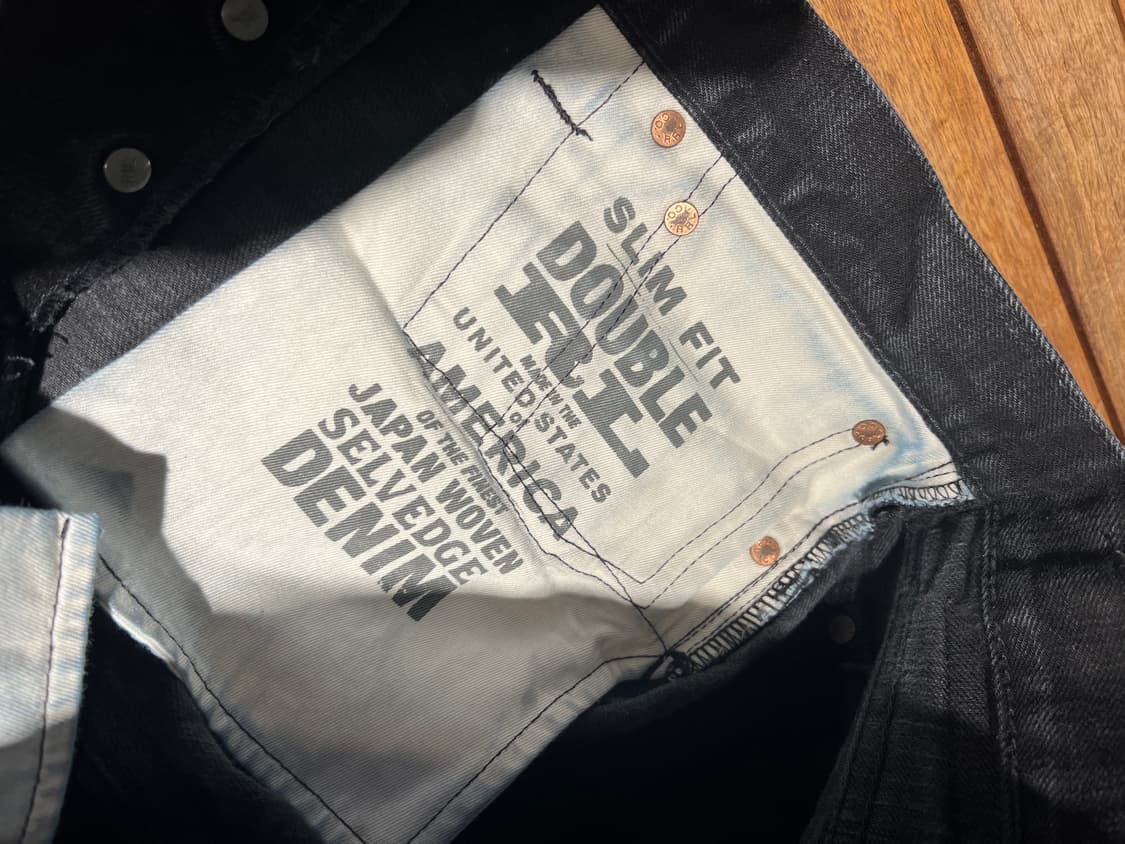 SLIM FIT
DOUBLE
RL
MADE IN THE
UNITED STATES
OF
AMERICA
OF THE FINEST
JAPAN WOVEN
SELVEDGE
DENIM